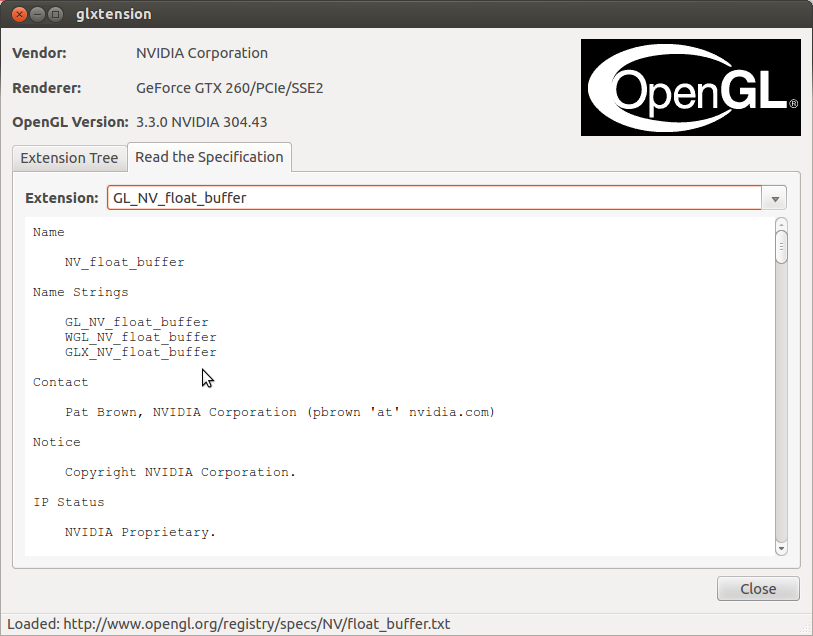 glxtension
Vendor: NVIDIA Corporation
Renderer: GeForce GTX 260/PCIe/SSE2
OpenGL Version: 3.3.0 NVIDIA 304.43
OpenGL®
Extension Tree Read the Specification
Extension: GL_NV_float_buffer
Name
NV_float_buffer
Name Strings
GL_NV_float_buffer
WGL_NV_float_buffer
GLX_NV_float_buffer
Contact
Pat Brown, NVIDIA Corporation (pbrown 'at' nvidia.com)
Notice
Copyright NVIDIA Corporation.
IP Status
NVIDIA Proprietary.
Close
Loaded: http://www.opengl.org/registry/specs/NV/float_buffer.txt